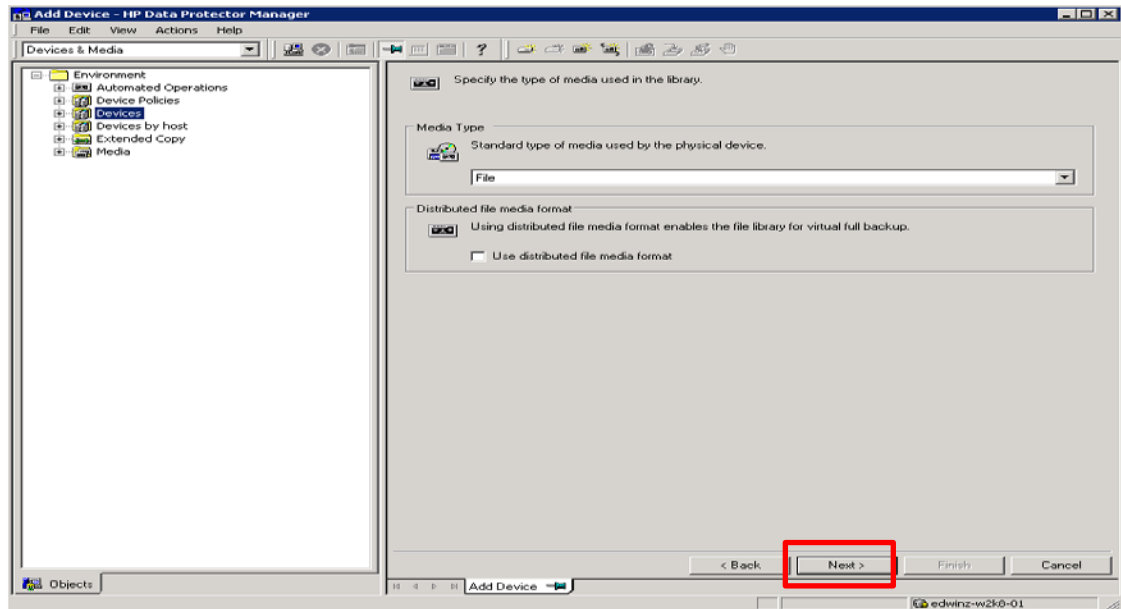 Add Device - HP Data Protector Manager
File Edit View Actions Help
Devices & Media
Environment
Automated Operations
Device Policies
Devices
Devices by host
Extended Copy
Media
Specify the type of media used in the library.
Media Type
Standard type of media used by the physical device.
File
Distributed file media format
Using distributed file media format enables the file library for virtual full backup.
Use distributed file media format
< Back Next > Finish Cancel
Objects
Add Device
edwinz-w2k8-01